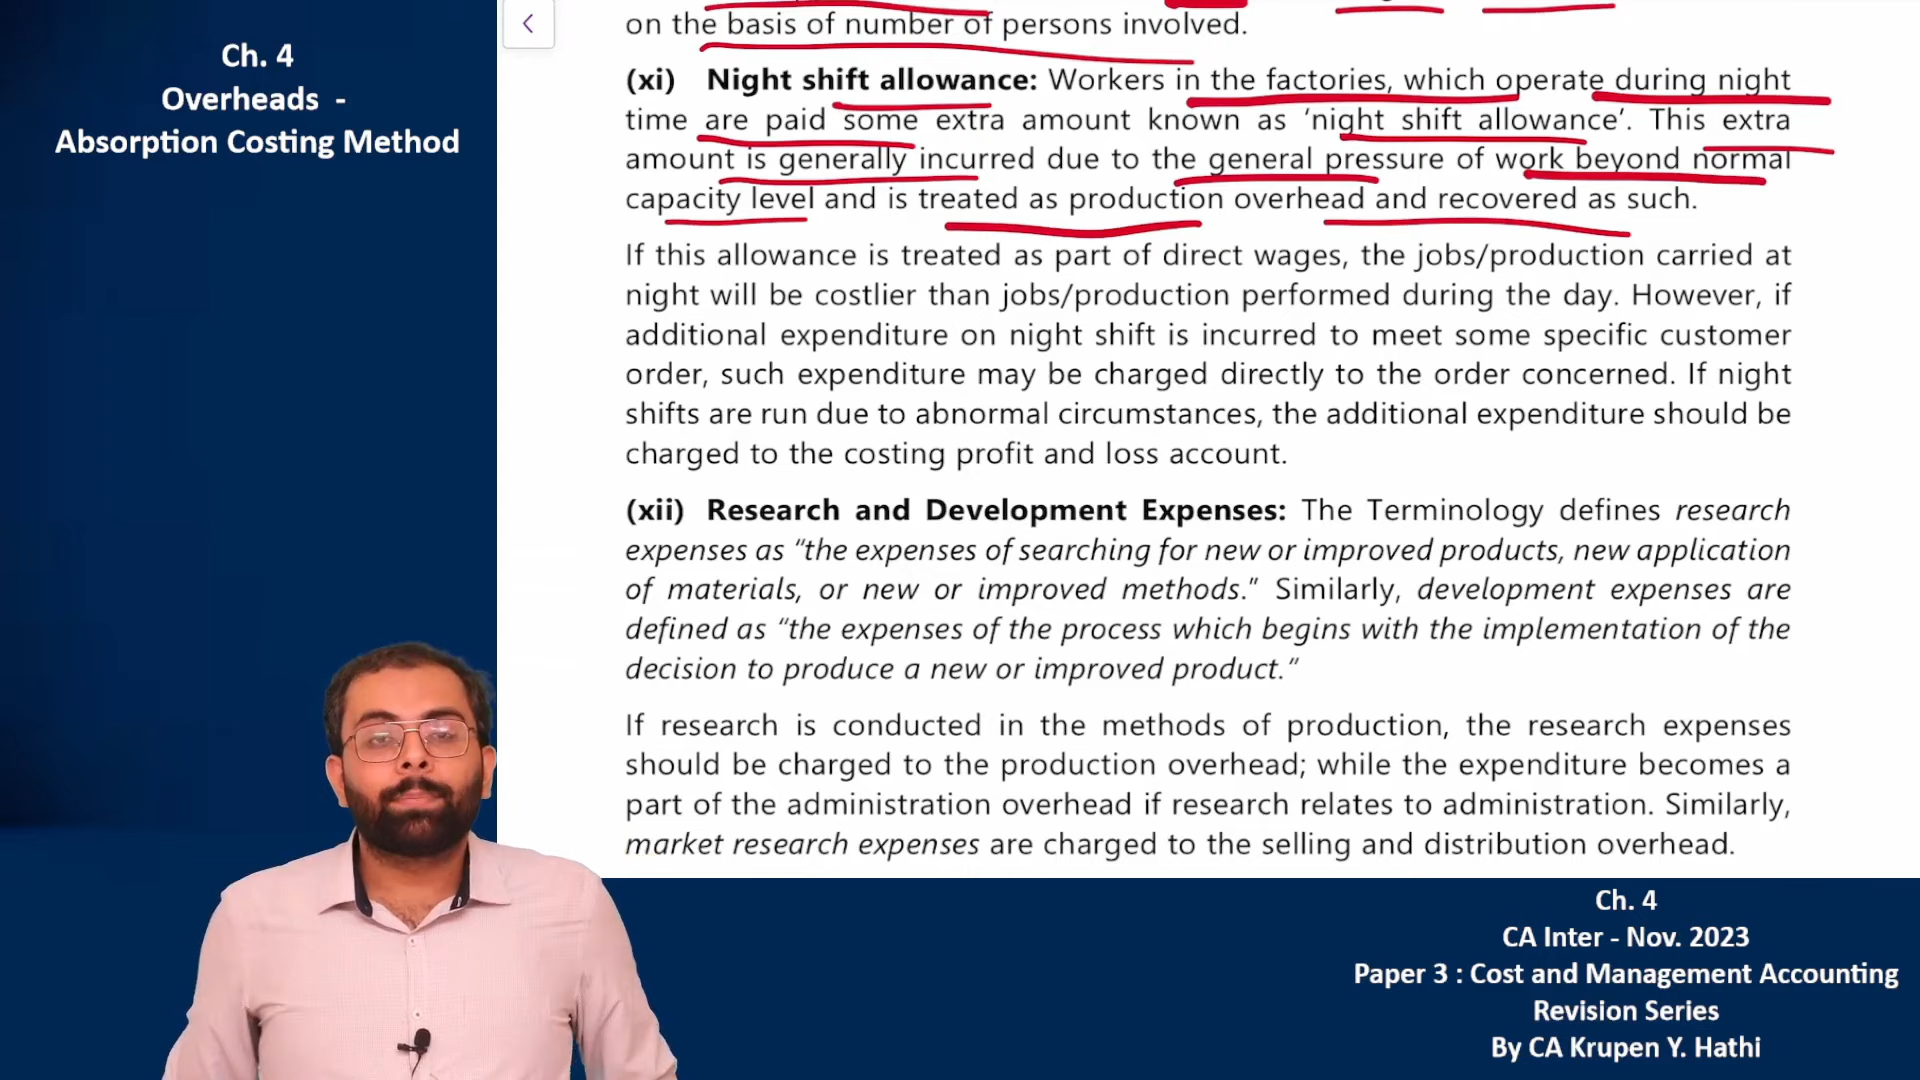 Ch. 4
Overheads -
Absorption Costing Method
on the basis of number of persons involved.
(xi) Night shift allowance: Workers in the factories, which operate during night
time are paid some extra amount known as ‘night shift allowance’. This extra
amount is generally incurred due to the general pressure of work beyond normal
capacity level and is treated as production overhead and recovered as such.
If this allowance is treated as part of direct wages, the jobs/production carried at
night will be costlier than jobs/production performed during the day. However, if
additional expenditure on night shift is incurred to meet some specific customer
order, such expenditure may be charged directly to the order concerned. If night
shifts are run due to abnormal circumstances, the additional expenditure should be
charged to the costing profit and loss account.
(xii) Research and Development Expenses: The Terminology defines research
expenses as “the expenses of searching for new or improved products, new application
of materials, or new or improved methods.” Similarly, development expenses are
defined as “the expenses of the process which begins with the implementation of the
decision to produce a new or improved product.”
If research is conducted in the methods of production, the research expenses
should be charged to the production overhead; while the expenditure becomes a
part of the administration overhead if research relates to administration. Similarly,
market research expenses are charged to the selling and distribution overhead.
Ch. 4
CA Inter - Nov. 2023
Paper 3 : Cost and Management Accounting
Revision Series
By CA Krupen Y. Hathi